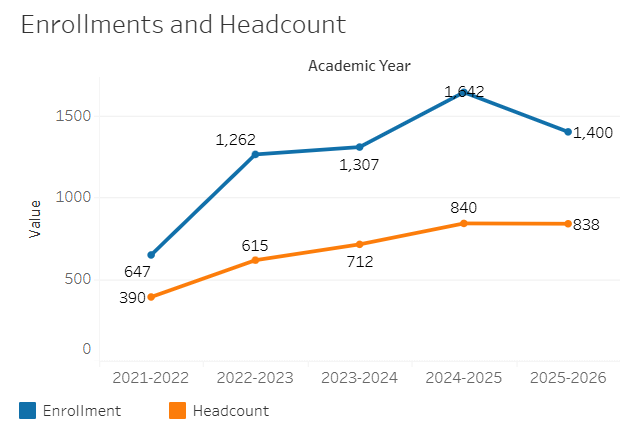 Enrollments and Headcount
Academic Year
1500
1000
500
0
Value
647
1,262
1,307
1,642
1,400
390
615
712
840
838
2021-2022 2022-2023 2023-2024 2024-2025 2025-2026
Enrollment Headcount